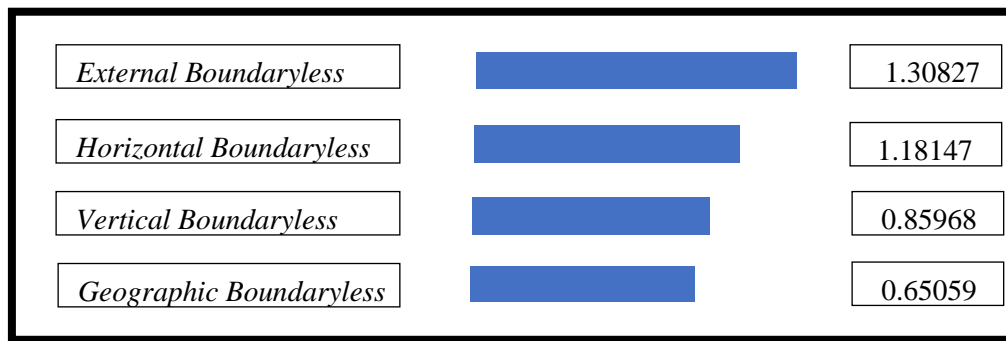 External Boundaryless 1.30827
Horizontal Boundaryless 1.18147
Vertical Boundaryless 0.85968
Geographic Boundaryless 0.65059